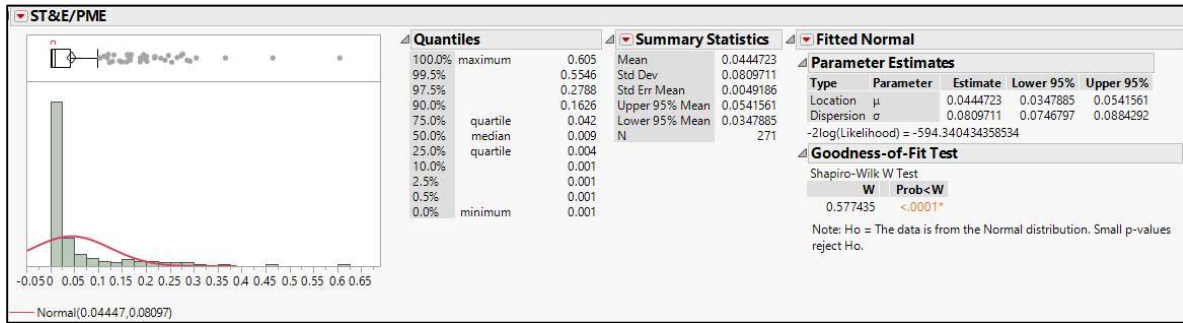 ST&E/PME
Quantiles
100.0% maximum 0.605
99.5% 0.5546
97.5% 0.2788
90.0% 0.1626
75.0% quartile 0.042
50.0% median 0.009
25.0% quartile 0.004
10.0% 0.001
2.5% 0.001
0.5% 0.001
0.0% minimum 0.001
Summary Statistics
Mean 0.0444723
Std Dev 0.0809711
Std Err Mean 0.0049186
Upper 95% Mean 0.0541561
Lower 95% Mean 0.0347885
N 271
Fitted Normal
Parameter Estimates
Type Parameter Estimate Lower 95% Upper 95%
Location μ 0.0444723 0.0347885 0.0541561
Dispersion σ 0.0809711 0.0746797 0.0884292
-2log(Likelihood) = -594.340434358534
Goodness-of-Fit Test
Shapiro-Wilk W Test
W Prob<W
0.577435 <.0001*
Note: Ho = The data is from the Normal distribution. Small p-values
reject Ho.
-0.05 0 0.05 0.1 0.15 0.2 0.25 0.3 0.35 0.4 0.45 0.5 0.55 0.6 0.65
Normal(0.04447,0.08097)